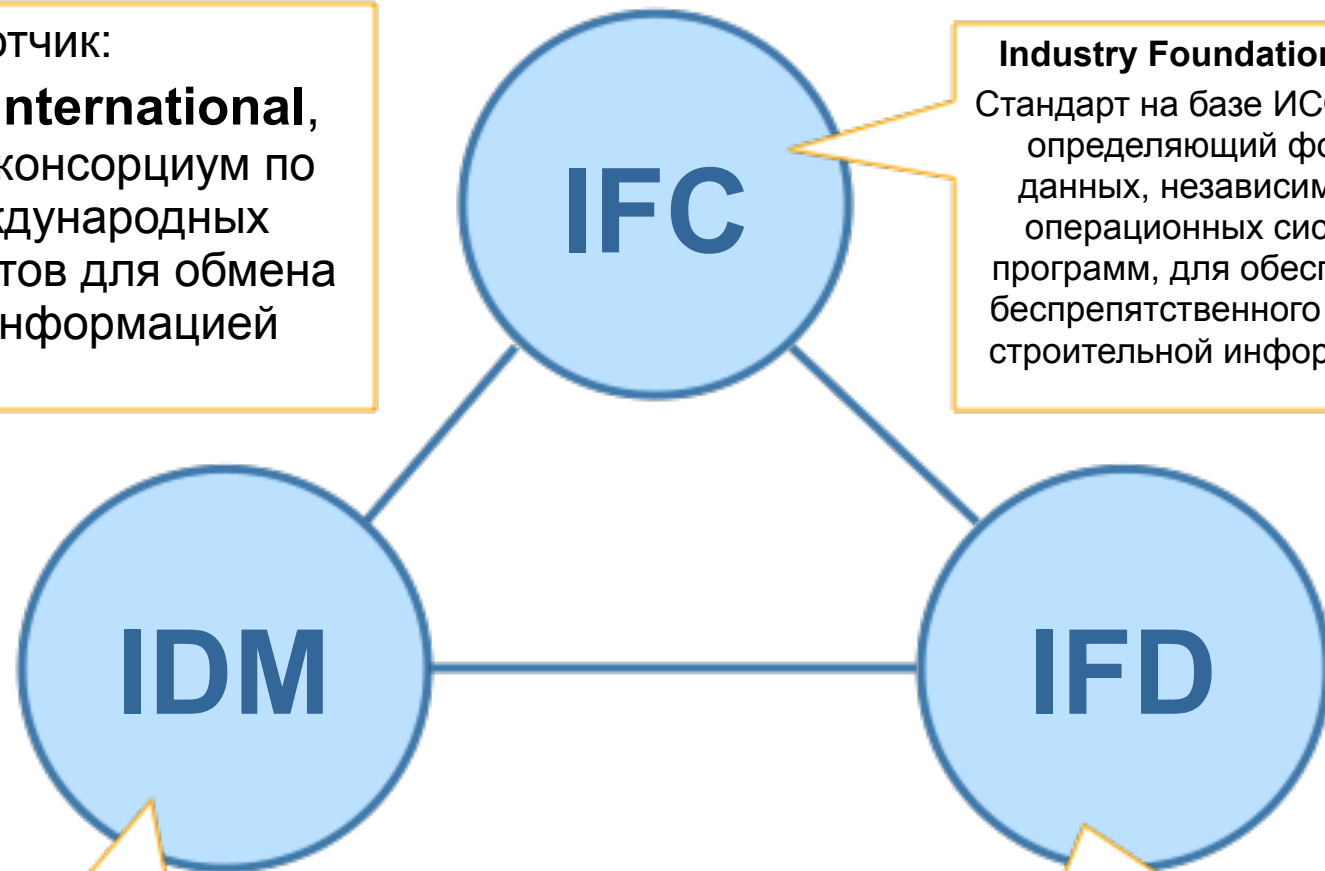 отчик:
nternational,
консорциум по
дународных
тов для обмена
нформацией
IFC
Industry Foundation
Стандарт на базе ИС
определяющий фо
данных, независим
операционных сис
программ, для обесп
беспрепятственного
строительной инфор
IDM
IFD